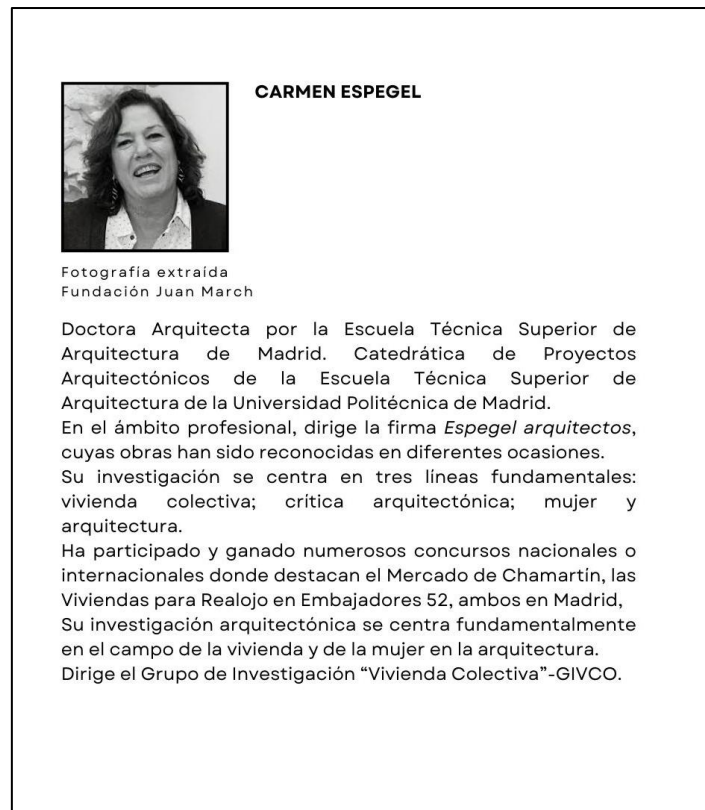 CARMEN ESPEGEL
Fotografía extraída
Fundación Juan March
Doctora Arquitecta por la Escuela Técnica Superior de
Arquitectura de Madrid. Catedrática de Proyectos
Arquitectónicos de la Escuela Técnica Superior de
Arquitectura de la Universidad Politécnica de Madrid.
En el ámbito profesional, dirige la firma Espegel arquitectos,
cuyas obras han sido reconocidas en diferentes ocasiones.
Su investigación se centra en tres líneas fundamentales:
vivienda colectiva; crítica arquitectónica; mujer y
arquitectura.
Ha participado y ganado numerosos concursos nacionales o
internacionales donde destacan el Mercado de Chamartín, las
Viviendas para Realojo en Embajadores 52, ambos en Madrid,
Su investigación arquitectónica se centra fundamentalmente
en el campo de la vivienda y de la mujer en la arquitectura.
Dirige el Grupo de Investigación “Vivienda Colectiva”-GIVCO.